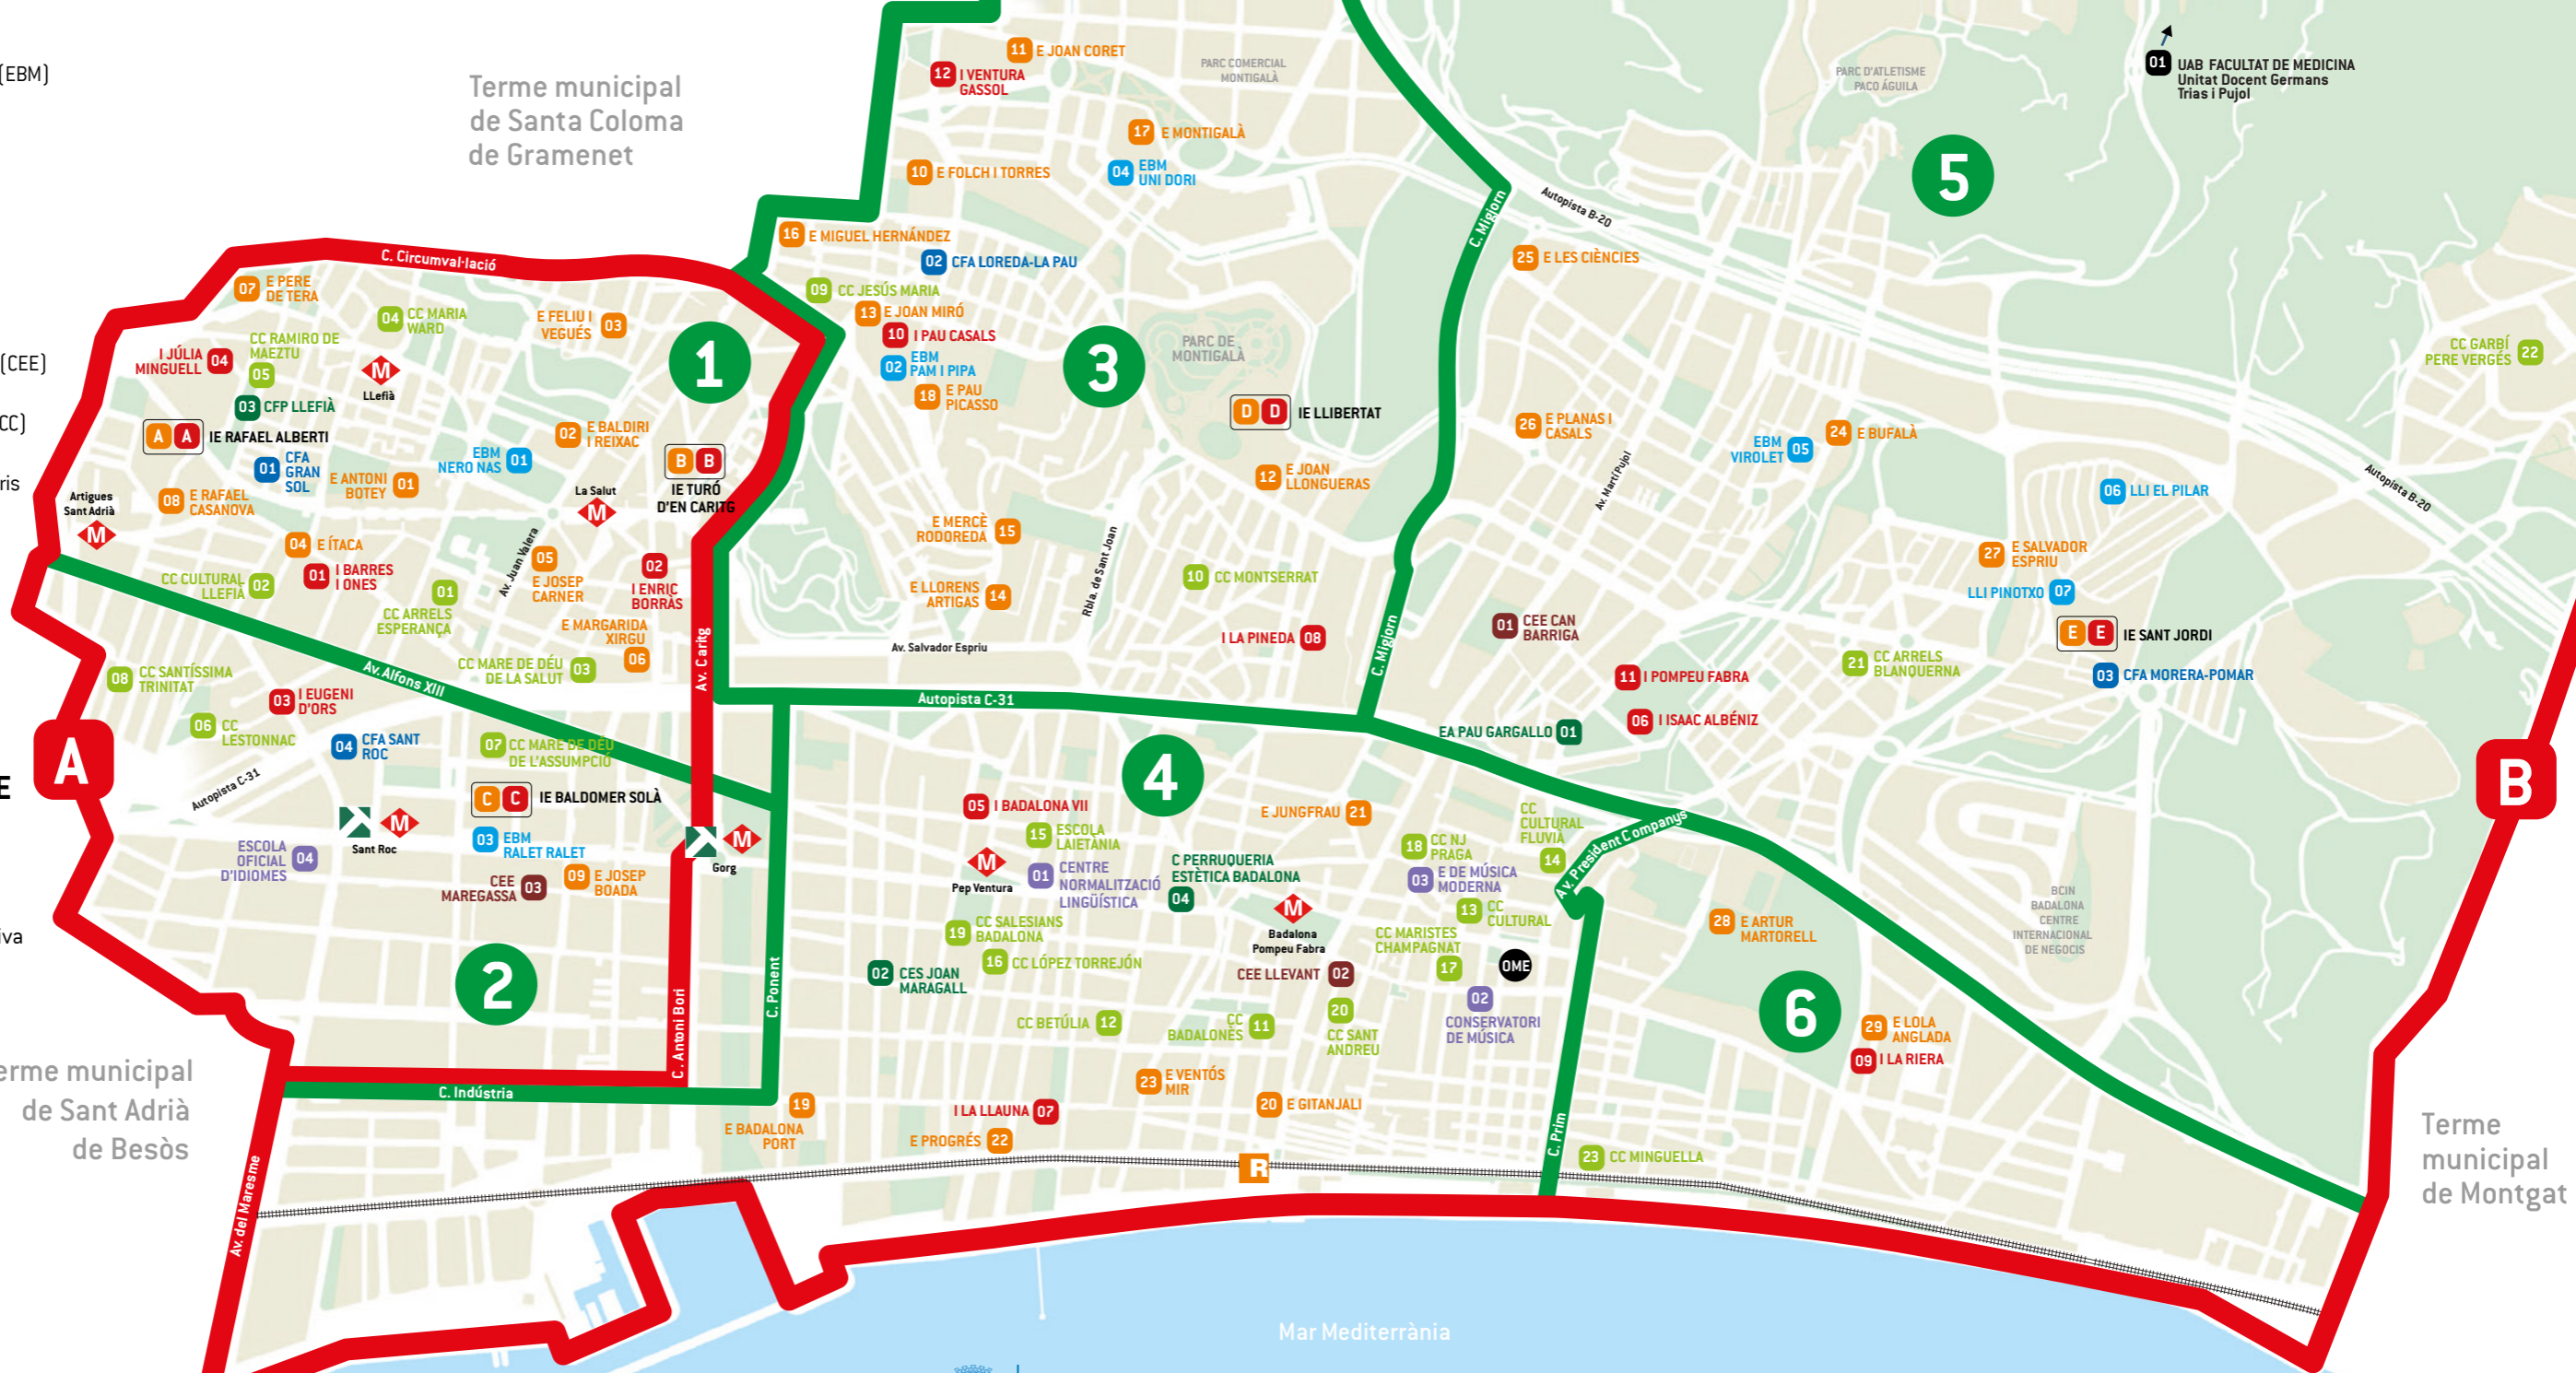 (EBM)
(CEE)
CC)
ris
E
iva
Terme municipal
de Santa Coloma
de Gramenet
11 E JOAN CORET
12 I VENTURA
GASSOL
PARC COMERCIAL
MONTIGALÀ
17 E MONTIGALÀ
04 EBM
UNI DORI
10 E FOLCH I TORRES
16 E MIGUEL HERNÁNDEZ
02 CFA LOREDA-LA PAU
09 CC JESÚS MARIA
13 E JOAN MIRÓ
10 I PAU CASALS
02 EBM
PAM I PIPA
18 E PAU
PICASSO
3
PARC DE
MONTIGALÀ
D D IE LLIBERTAT
12 E JOAN
LLONGUERAS
E MERCÈ
RODOREDA 15
E LLORENS
ARTIGAS 14
Rbla. de Sant Joan
10 CC MONTSERRAT
I LA PINEDA 08
Av. Salvador Espriu
Autopista C-31
C. Migjorn
C. Migjorn
C. Circumval·lació
07 E PERE
DE TERA
04 CC MARIA
WARD
E FELIU I
VEGUÉS 03
1
CC RAMIRO DE
MAEZTU
05
I JÚLIA
MINGUELL 04
M
LLefià
03 CFP LLEFIÀ
A A IE RAFAEL ALBERTI
01 CFA
GRAN
SOL
E ANTONI
BOTEY 01
EBM
NERO NAS 01
02 E BALDIRI
I REIXAC
B B
IE TURÓ
D'EN CARITG
La Salut
M
08 E RAFAEL
CASANOVA
Artigues
Sant Adrià
M
04 E ÍTACA
01 I BARRES
I ONES
CC CULTURAL
LLEFIÀ 02
01
CC ARRELS
ESPERANÇA
Av. Juan Valera
05
E JOSEP
CARNER
02
I ENRIC
BORRÀS
E MARGARIDA
XIRGU
06
CC MARE DE DÉU
DE LA SALUT 03
Av. Caritg
Av. Alfons XIII
08 CC SANTÍSSIMA
TRINITAT
03 I EUGENI
D'ORS
06 CC
LESTONNAC
04 CFA SANT
ROC
07 CC MARE DE DÉU
DE L'ASSUMPCIÓ
A
Autopista C-31
C C IE BALDOMER SOLÀ
M
Sant Roc
03 EBM
RALET RALET
M
Gorg
ESCOLA
OFICIAL
D'IDIOMES 04
CEE
MAREGASSA 03
09 E JOSEP
BOADA
2
C. Antoni Bori
C. Ponent
C. Indústria
Terme municipal
de Sant Adrià
de Besòs
Av. del Maresme
4
05 I BADALONA VII
15 ESCOLA
LAIETÀNIA
M
Pep Ventura
01 CENTRE
NORMALITZACIÓ
LINGÜÍSTICA
C PERRUQUERIA
ESTÈTICA BADALONA
04
E JUNGFRAU 21
M
Badalona
Pompeu Fabra
18 CC NJ
PRAGA
03 E DE MÚSICA
MODERNA
13 CC
CULTURAL
CC
CULTURAL
FLUVIÀ
14
Av. President Companys
19 CC SALESIANS
BADALONA
16 CC LÓPEZ TORREJÓN
02 CES JOAN
MARAGALL
CEE LLEVANT 02
CC MARISTES
CHAMPAGNAT
17
OME
02
CONSERVATORI
DE MÚSICA
CC BETÚLIA 12
CC
BADALONÈS 11
20
CC SANT
ANDREU
23 E VENTÓS
MIR
20 E GITANJALI
19
E BADALONA
PORT
I LA LLAUNA 07
E PROGRÉS 22
R
C. Prim
23 CC MINGUELLA
5
01 UAB FACULTAT DE MEDICINA
Unitat Docent Germans
Trias i Pujol
PARC D'ATLETISME
PACO ÁGUILA
Autopista B-20
25 E LES CIÈNCIES
CC GARBÍ
PERE VERGÉS 22
26 E PLANAS I
CASALS
Av. Martí Pujol
EBM
VIROLET 05
24 E BUFALÀ
Autopista B-20
06 LLI EL PILAR
27 E SALVADOR
ESPRIU
LLI PINOTXO 07
E E IE SANT JORDI
03 CFA MORERA-POMAR
01 CEE CAN
BARRIGA
21 CC ARRELS
BLANQUERNA
11 I POMPEU FABRA
06 I ISAAC ALBÉNIZ
EA PAU GARGALLO 01
B
BCIN
BADALONA
CENTRE
INTERNACIONAL
DE NEGOCIS
28 E ARTUR
MARTORELL
6
29 E LOLA
ANGLADA
09 I LA RIERA
Terme
municipal
de Montgat
Mar Mediterrània